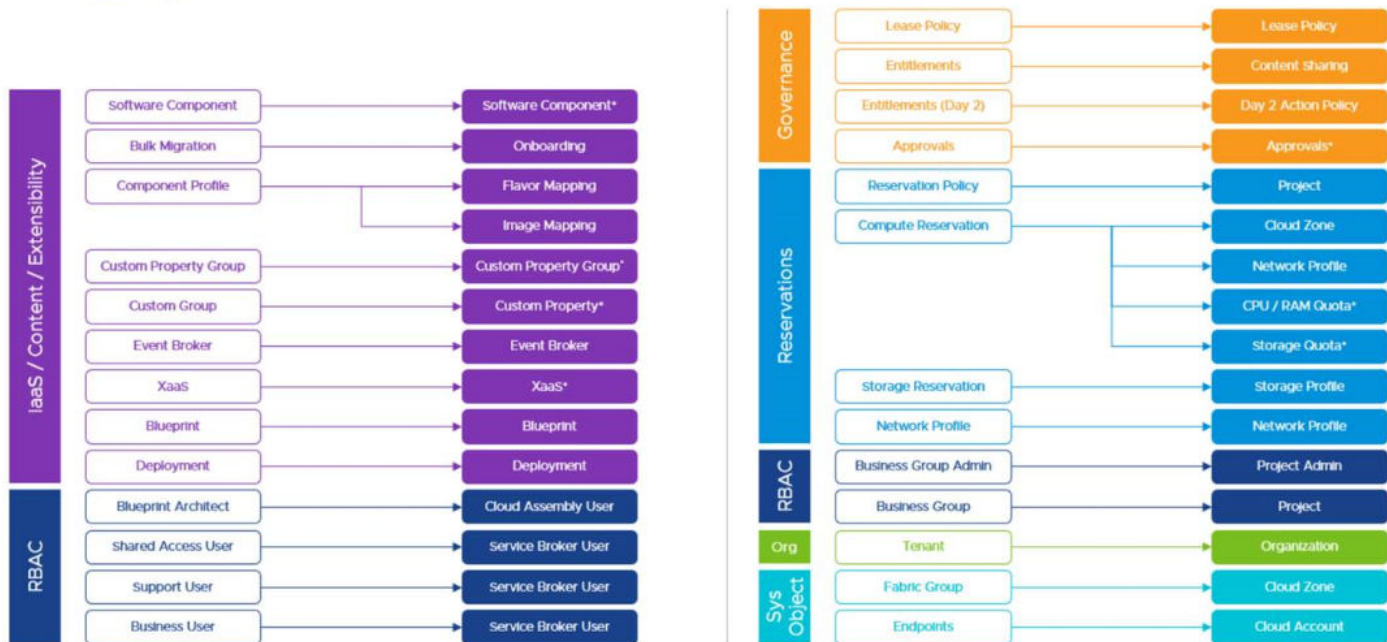 IaaS / Content / Extensibility
Software Component
Software Component*
Bulk Migration
Onboarding
Component Profile
Flavor Mapping
Image Mapping
Custom Property Group
Custom Property Group*
Custom Group
Custom Property*
Event Broker
Event Broker
XaaS
XaaS*
Blueprint
Blueprint
Deployment
Deployment
RBAC
Blueprint Architect
Cloud Assembly User
Shared Access User
Service Broker User
Support User
Service Broker User
Business User
Service Broker User
Governance
Lease Policy
Lease Policy
Entitlements
Content Sharing
Entitlements (Day 2)
Day 2 Action Policy
Approvals
Approvals*
Reservations
Reservation Policy
Project
Compute Reservation
Cloud Zone
Network Profile
CPU / RAM Quota*
Storage Quota*
Storage Reservation
Storage Profile
Network Profile
Network Profile
RBAC
Business Group Admin
Project Admin
Business Group
Project
Org
Tenant
Organization
Sys
Object
Fabric Group
Cloud Zone
Endpoints
Cloud Account